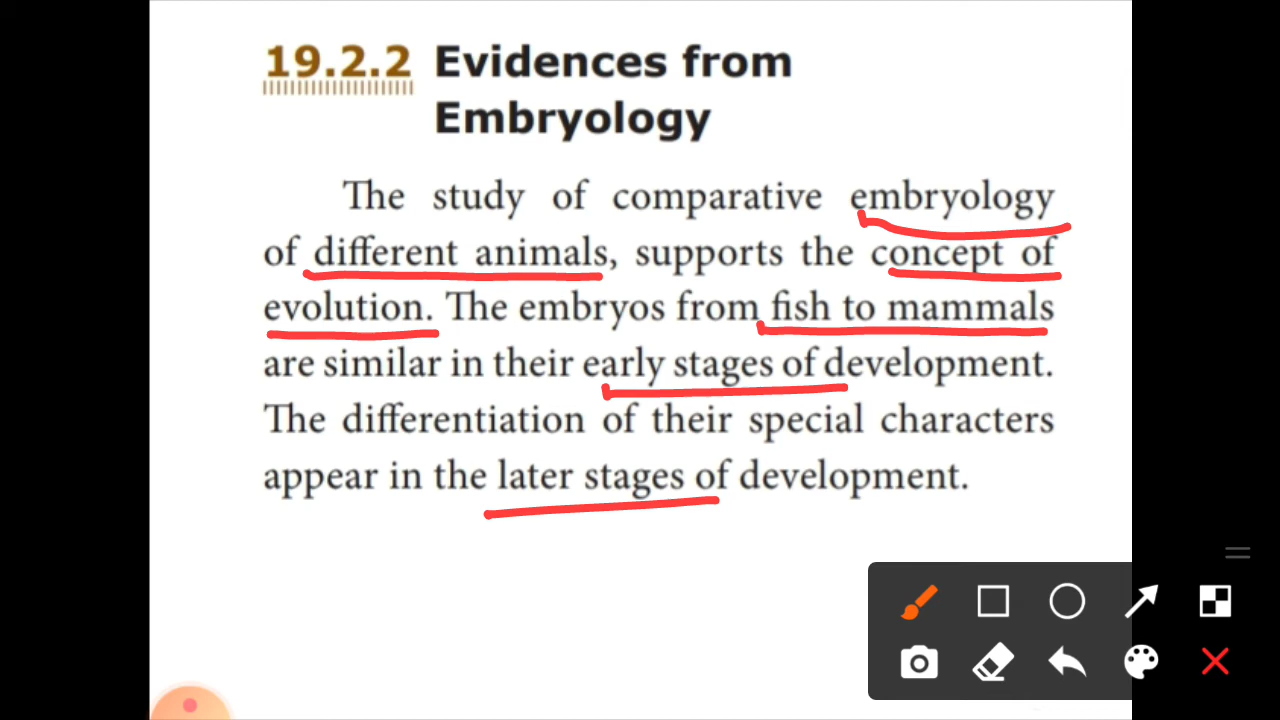 19.2.2 Evidences from
Embryology
The study of comparative embryology
of different animals, supports the concept of
evolution. The embryos from fish to mammals
are similar in their early stages of development.
The differentiation of their special characters
appear in the later stages of development.